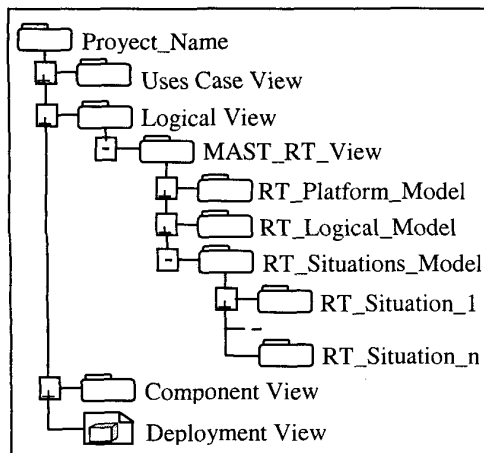 Proyect_Name
Uses Case View
Logical View
MAST_RT_View
RT_Platform_Model
RT_Logical_Model
RT_Situations_Model
RT_Situation_1
RT_Situation_n
Component View
Deployment View